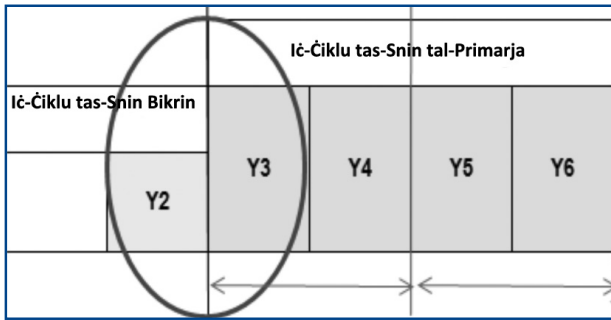 Iċ-Ċiklu tas-Snin tal-Primarja
Iċ-Ċiklu tas-Snin Bikrin
Y2
Y3
Y4
Y5
Y6